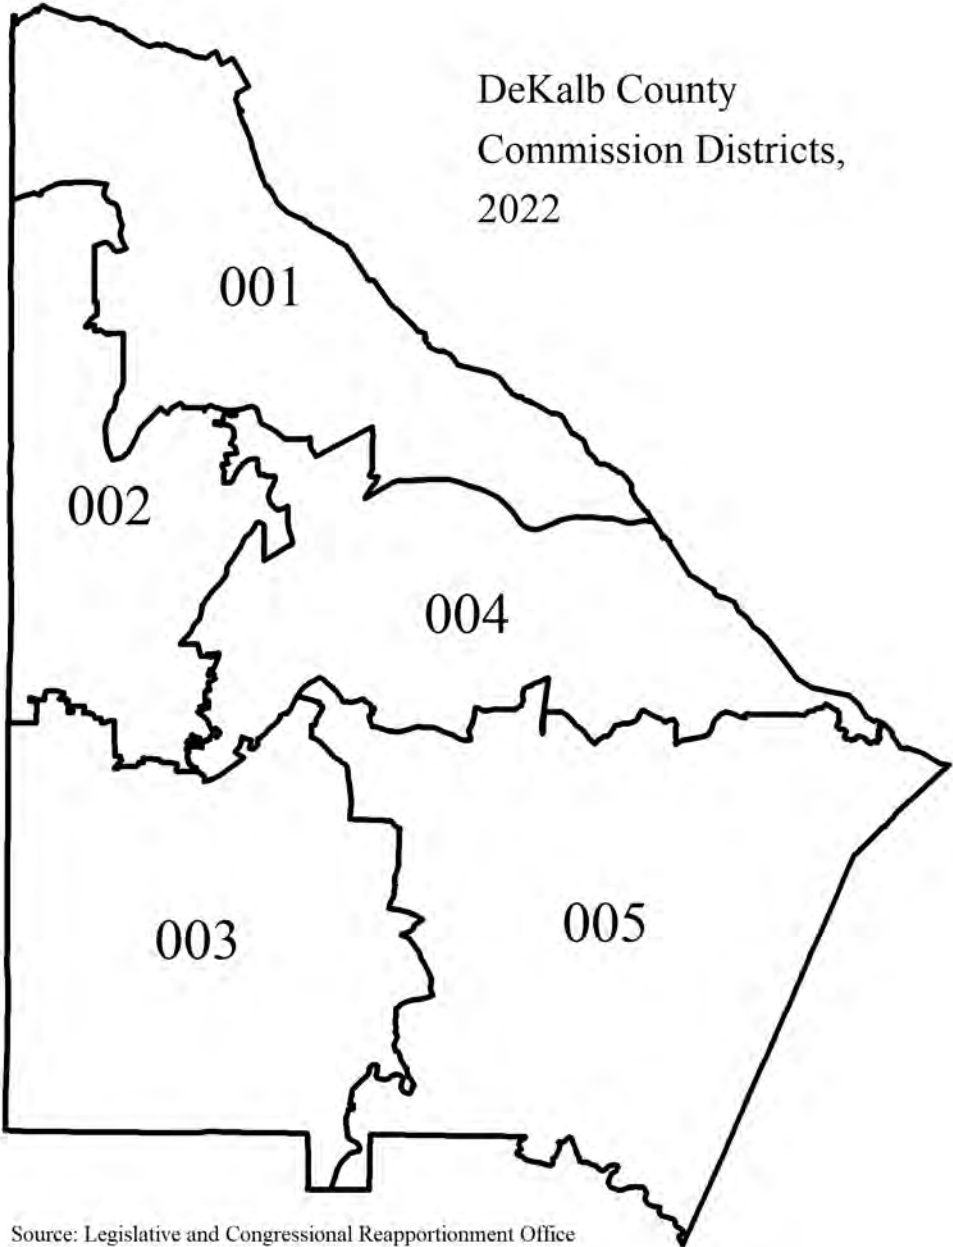 DeKalb County
Commission Districts,
2022
001
002
004
003
005
Source: Legislative and Congressional Reapportionment Office